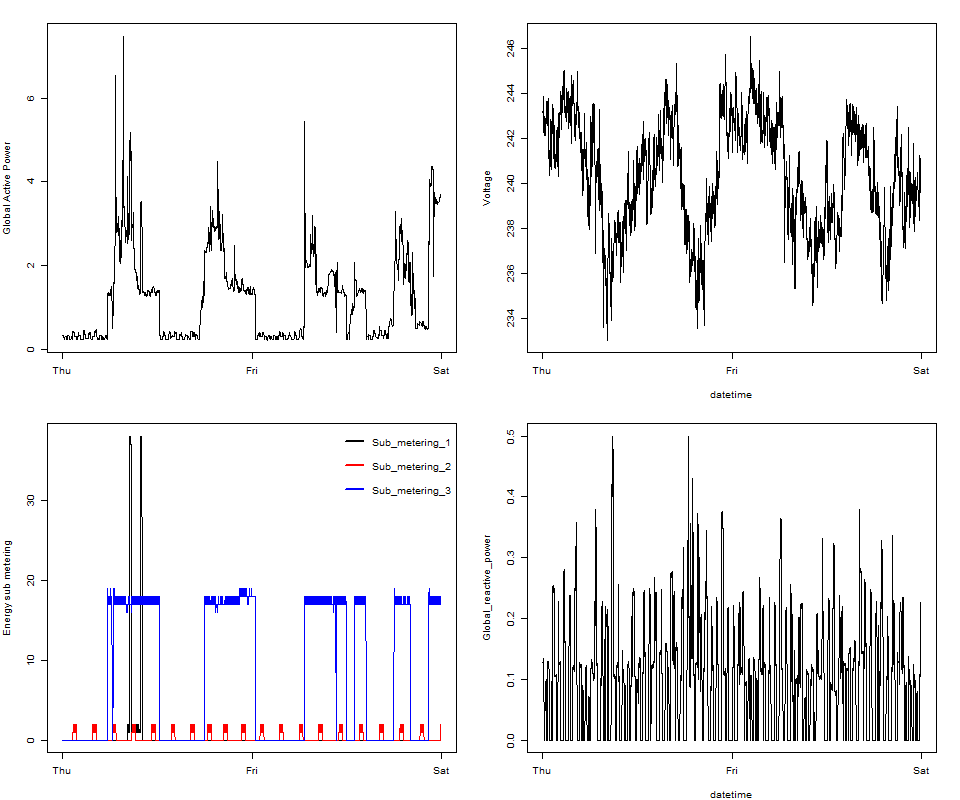 Global Active Power
0
2
4
6
Thu
Fri
Sat
Voltage
234
236
238
240
242
244
246
Thu
Fri
Sat
datetime
Energy sub metering
0
10
20
30
Sub_metering_1
Sub_metering_2
Sub_metering_3
Thu
Fri
Sat
Global_reactive_power
0.0
0.1
0.2
0.3
0.4
0.5
Thu
Fri
Sat
datetime